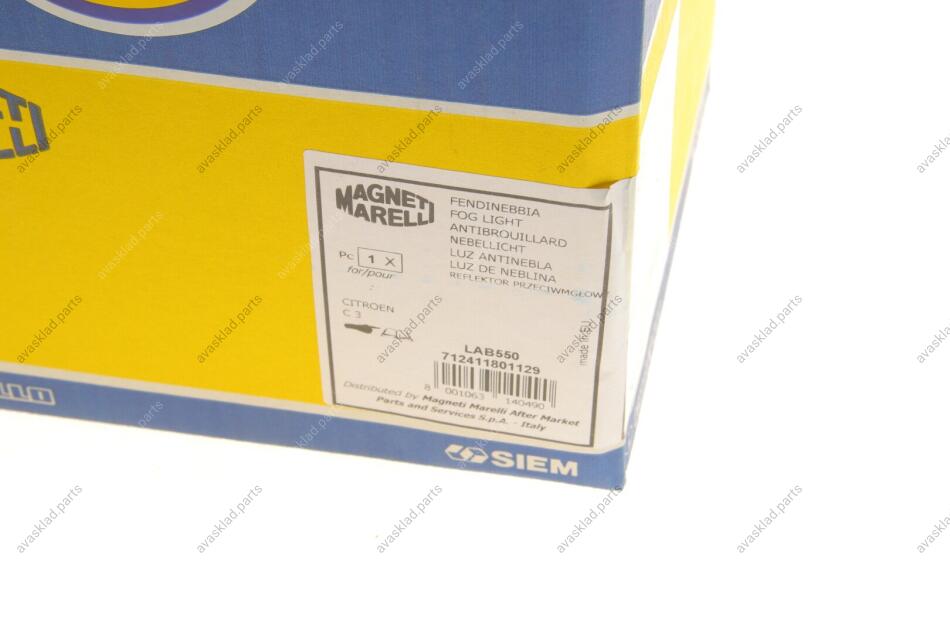 MAGNETI
MARELLI
FENDINEBBIA
FOG LIGHT
ANTIBROUILLARD
NEBELLICHT
LUZ ANTINEBLA
LUZ DE NEBLINA
REFLEKTOR PRZECIWMGŁOWY
Pc 1 X
for/pour
:
CITROEN
C 3
made in EU
LAB550
712411801129
8 001063 140490
Distributed by Magneti Marelli After Market
Parts and Services S.p.A. - Italy
SIEM
avasklad.parts